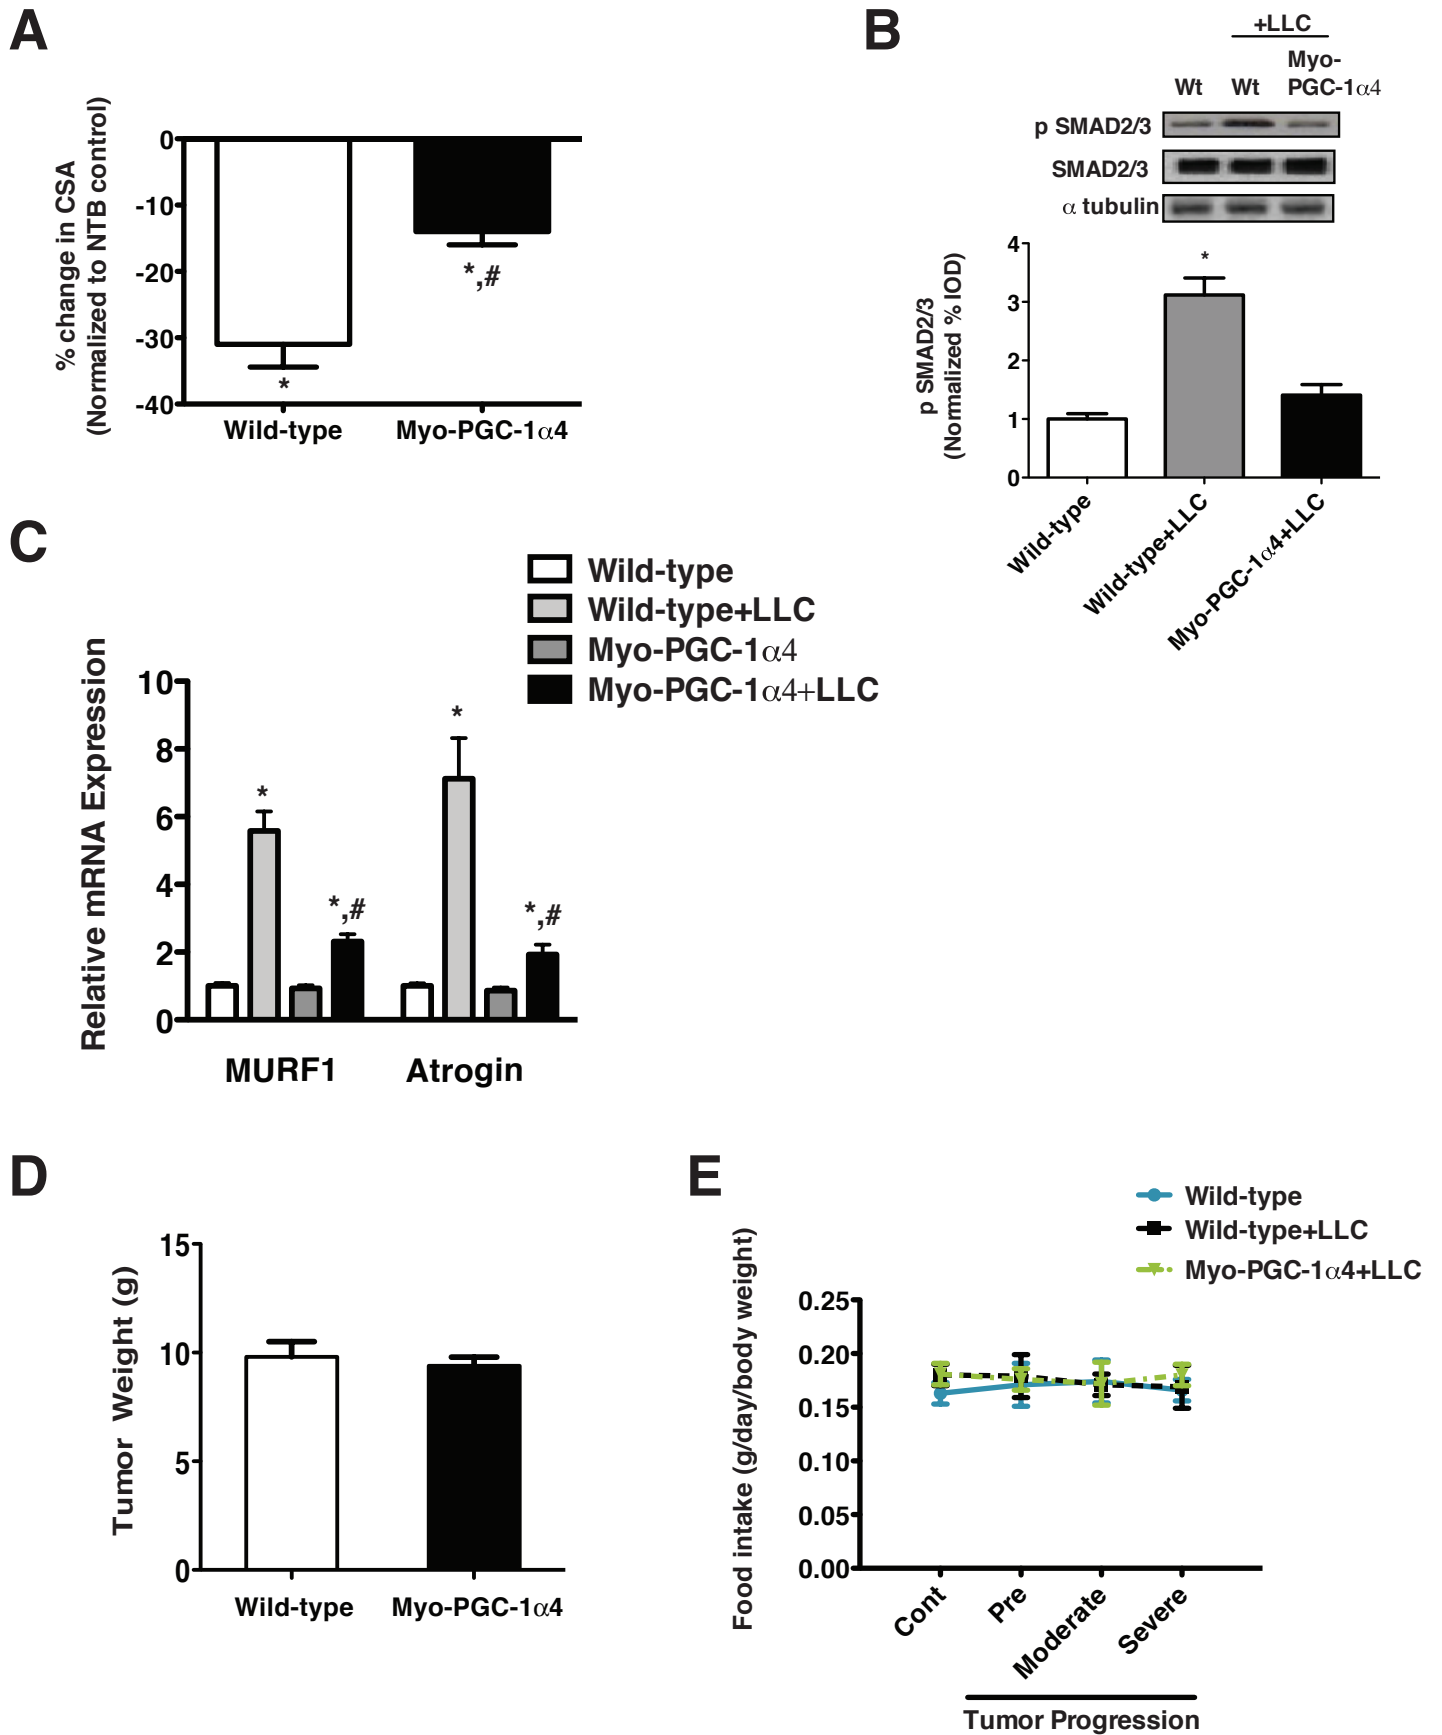 A
% change in CSA
(Normalized to NTB control)
0
-10
-20
-30
-40
*
*,#
Wild-type
Myo-PGC-1α4
B
+LLC
Wt
Wt
Myo-
PGC-1α4
p SMAD2/3
SMAD2/3
α tubulin
p SMAD2/3
(Normalized % IOD)
4
3
2
1
0
*
Wild-type
Wild-type+LLC
Myo-PGC-1α4+LLC
C
Wild-type
Wild-type+LLC
Myo-PGC-1α4
Myo-PGC-1α4+LLC
Relative mRNA Expression
10
8
6
4
2
0
*
*,#
*
*,#
MURF1
Atrogin
D
Tumor Weight (g)
15
10
5
0
Wild-type
Myo-PGC-1α4
E
Wild-type
Wild-type+LLC
Myo-PGC-1α4+LLC
Food intake (g/day/body weight)
0.25
0.20
0.15
0.10
0.05
0.00
Cont
Pre
Moderate
Severe
Tumor Progression